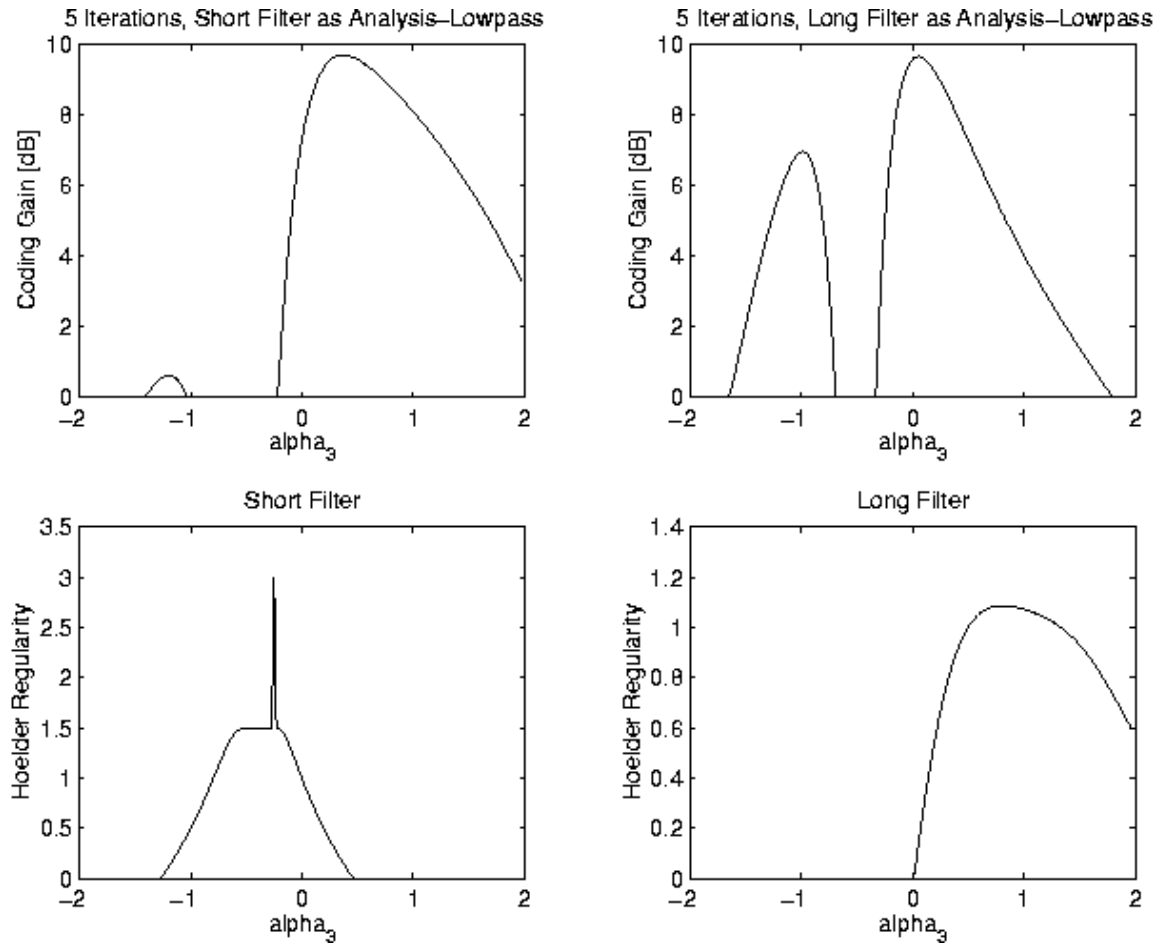 5 Iterations, Short Filter as Analysis–Lowpass
10
8
6
4
2
0
Coding Gain [dB]
−2 −1 0 1 2
alpha3
5 Iterations, Long Filter as Analysis–Lowpass
10
8
6
4
2
0
Coding Gain [dB]
−2 −1 0 1 2
alpha3
Short Filter
3.5
3
2.5
2
1.5
1
0.5
0
Hoelder Regularity
−2 −1 0 1 2
alpha3
Long Filter
1.4
1.2
1
0.8
0.6
0.4
0.2
0
Hoelder Regularity
−2 −1 0 1 2
alpha3